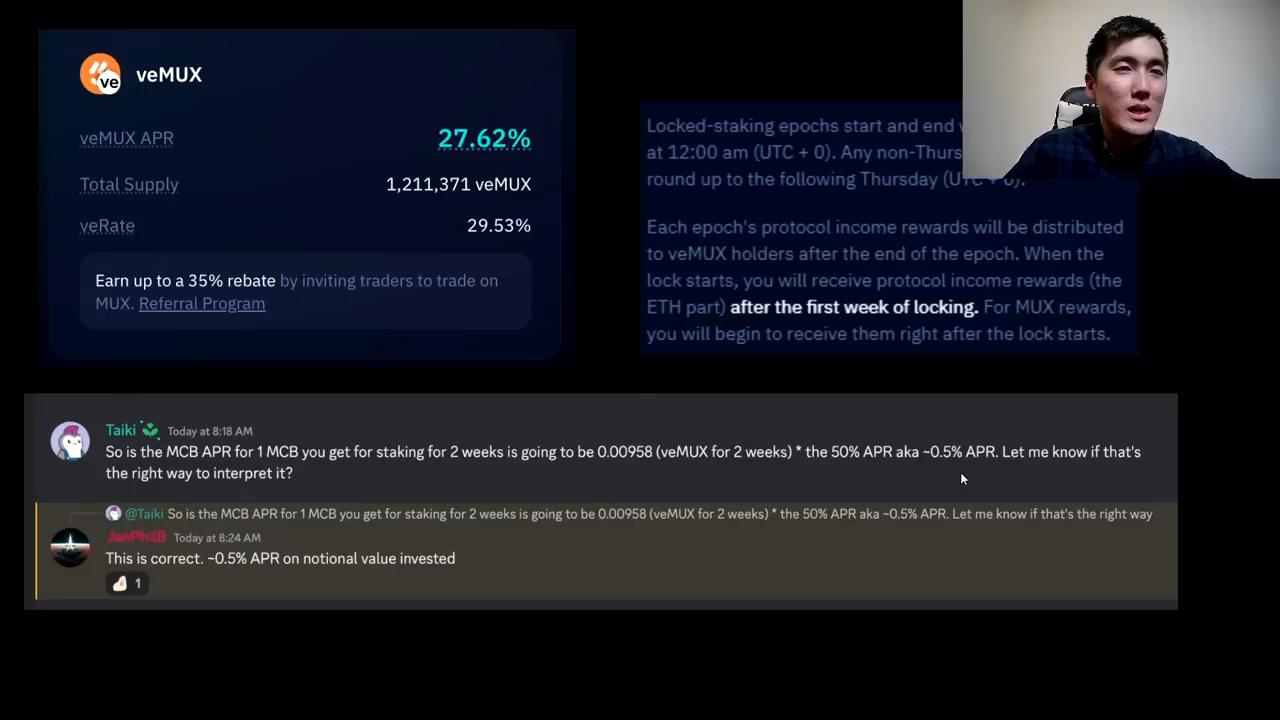 ve veMUX
veMUX APR 27.62%
Total Supply 1,211,371 veMUX
veRate 29.53%
Earn up to a 35% rebate by inviting traders to trade on
MUX. Referral Program
Locked-staking epochs start and end
at 12:00 am (UTC + 0). Any non-Thurs
round up to the following Thursday (UTC + 0).
Each epoch's protocol income rewards will be distributed
to veMUX holders after the end of the epoch. When the
lock starts, you will receive protocol income rewards (the
ETH part) after the first week of locking. For MUX rewards,
you will begin to receive them right after the lock starts.
Taiki Today at 8:18 AM
So is the MCB APR for 1 MCB you get for staking for 2 weeks is going to be 0.00958 (veMUX for 2 weeks) * the 50% APR aka ~0.5% APR. Let me know if that's
the right way to interpret it?
@Taiki So is the MCB APR for 1 MCB you get for staking for 2 weeks is going to be 0.00958 (veMUX for 2 weeks) * the 50% APR aka ~0.5% APR. Let me know if that's the right way
JanPhilB Today at 8:24 AM
This is correct. ~0.5% APR on notional value invested
1